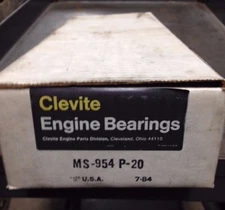 Clevite
Engine Bearings
Clevite Engine Parts Division, Cleveland, Ohio 44110
MS-954 P-20
U.S.A. 7-84